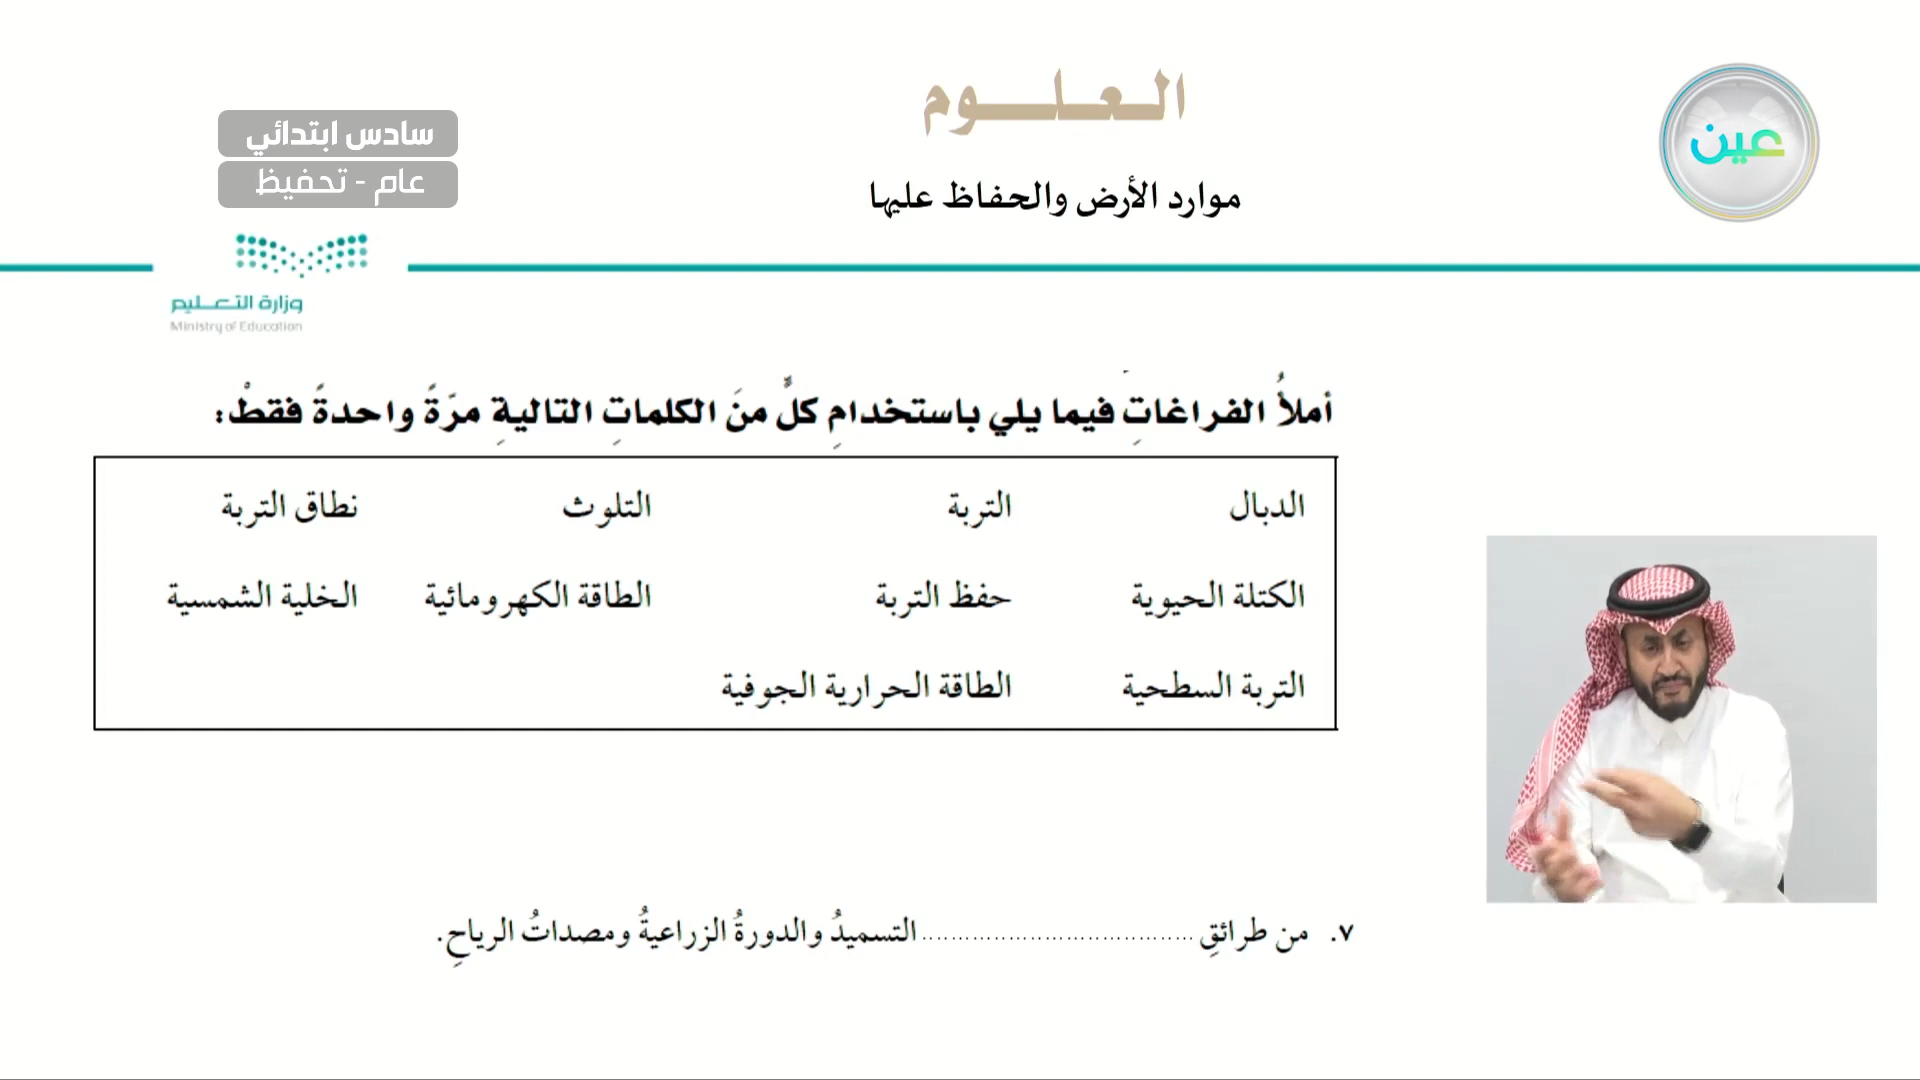 العلوم
موارد الأرض والحفاظ عليها
عين
سادس ابتدائي
عام - تحفيظ
وزارة التعليم
Ministry of Education
أملأُ الفراغاتِ فيما يلي باستخدامِ كلٍّ منَ الكلماتِ التاليةِ مرّةً واحدةً فقطْ:
الدبال التربة التلوث نطاق التربة
الكتلة الحيوية حفظ التربة الطاقة الكهرومائية الخلية الشمسية
التربة السطحية الطاقة الحرارية الجوفية
٧. من طرائقِ ...................................... التسميدُ والدورةُ الزراعيةُ ومصداتُ الرياحِ.